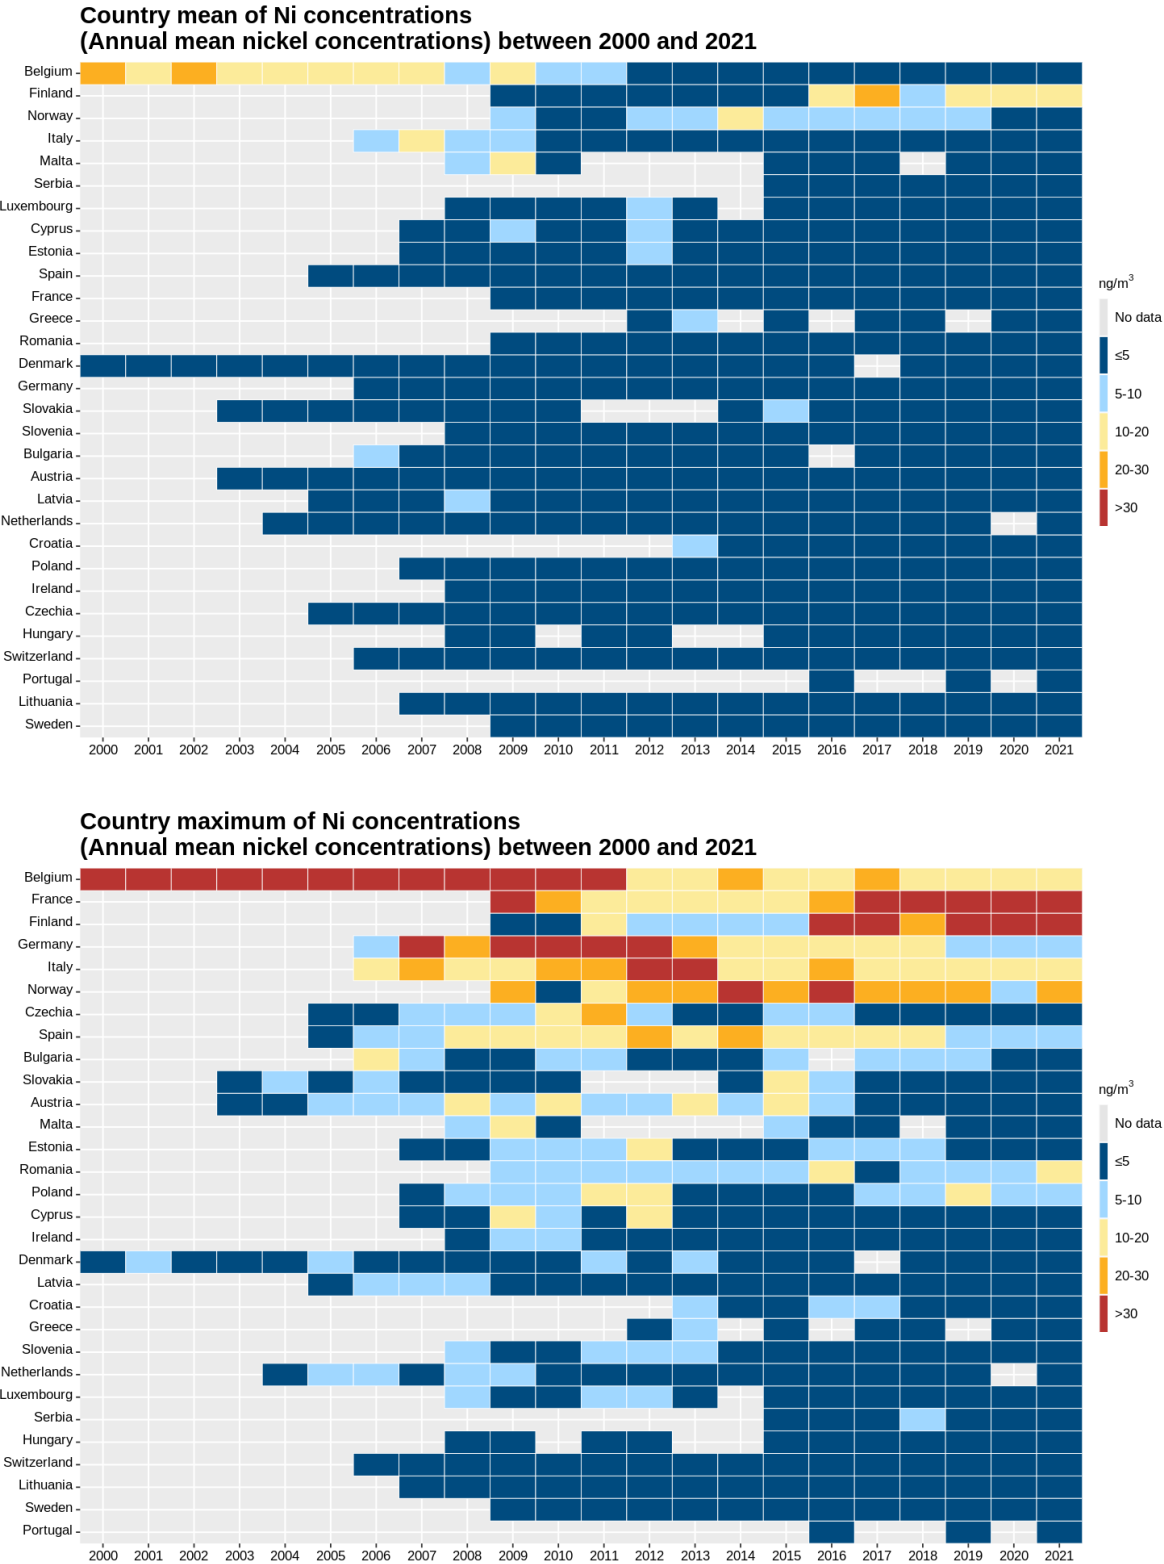 Country mean of Ni concentrations
(Annual mean nickel concentrations) between 2000 and 2021
Belgium
Finland
Norway
Italy
Malta
Serbia
Luxembourg
Cyprus
Estonia
Spain
France
Greece
Romania
Denmark
Germany
Slovakia
Slovenia
Bulgaria
Austria
Latvia
Netherlands
Croatia
Poland
Ireland
Czechia
Hungary
Switzerland
Portugal
Lithuania
Sweden
2000 2001 2002 2003 2004 2005 2006 2007 2008 2009 2010 2011 2012 2013 2014 2015 2016 2017 2018 2019 2020 2021
ng/m³
No data
≤5
5-10
10-20
20-30
>30
Country maximum of Ni concentrations
(Annual mean nickel concentrations) between 2000 and 2021
Belgium
France
Finland
Germany
Italy
Norway
Czechia
Spain
Bulgaria
Slovakia
Austria
Malta
Estonia
Romania
Poland
Cyprus
Ireland
Denmark
Latvia
Croatia
Greece
Slovenia
Netherlands
Luxembourg
Serbia
Hungary
Switzerland
Lithuania
Sweden
Portugal
2000 2001 2002 2003 2004 2005 2006 2007 2008 2009 2010 2011 2012 2013 2014 2015 2016 2017 2018 2019 2020 2021
ng/m³
No data
≤5
5-10
10-20
20-30
>30